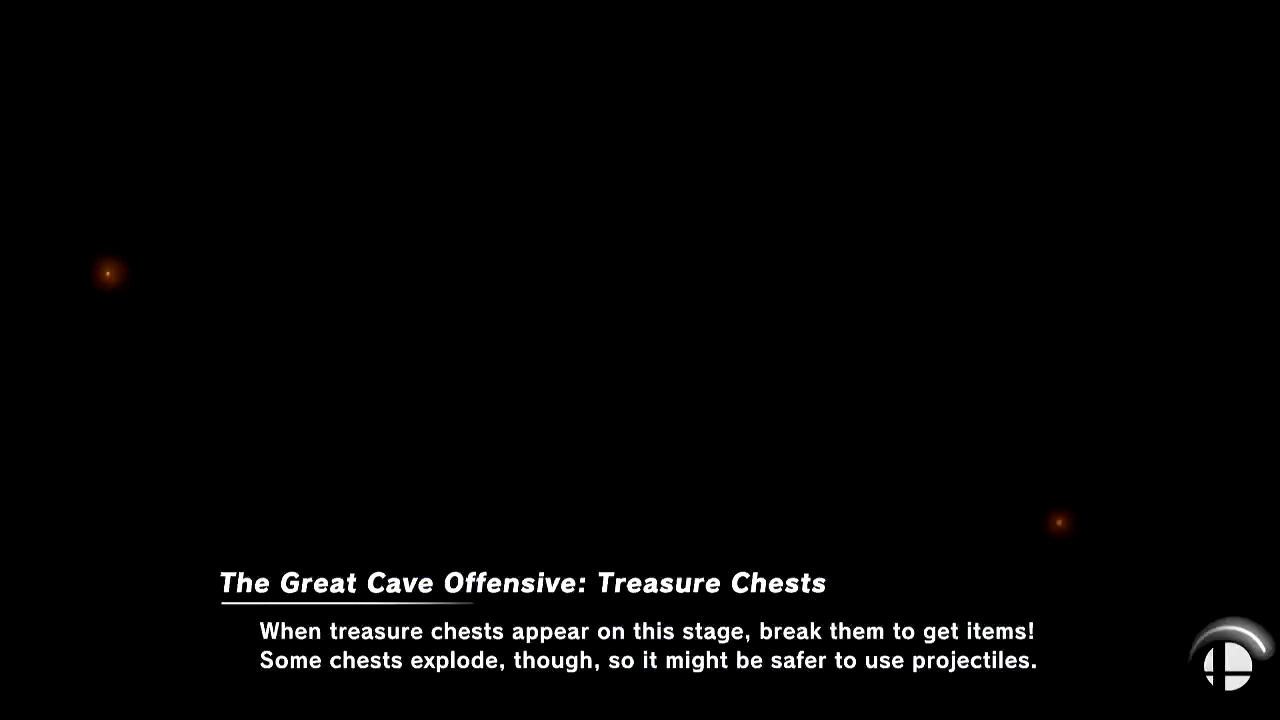 The Great Cave Offensive: Treasure Chests
When treasure chests appear on this stage, break them to get items!
Some chests explode, though, so it might be safer to use projectiles.